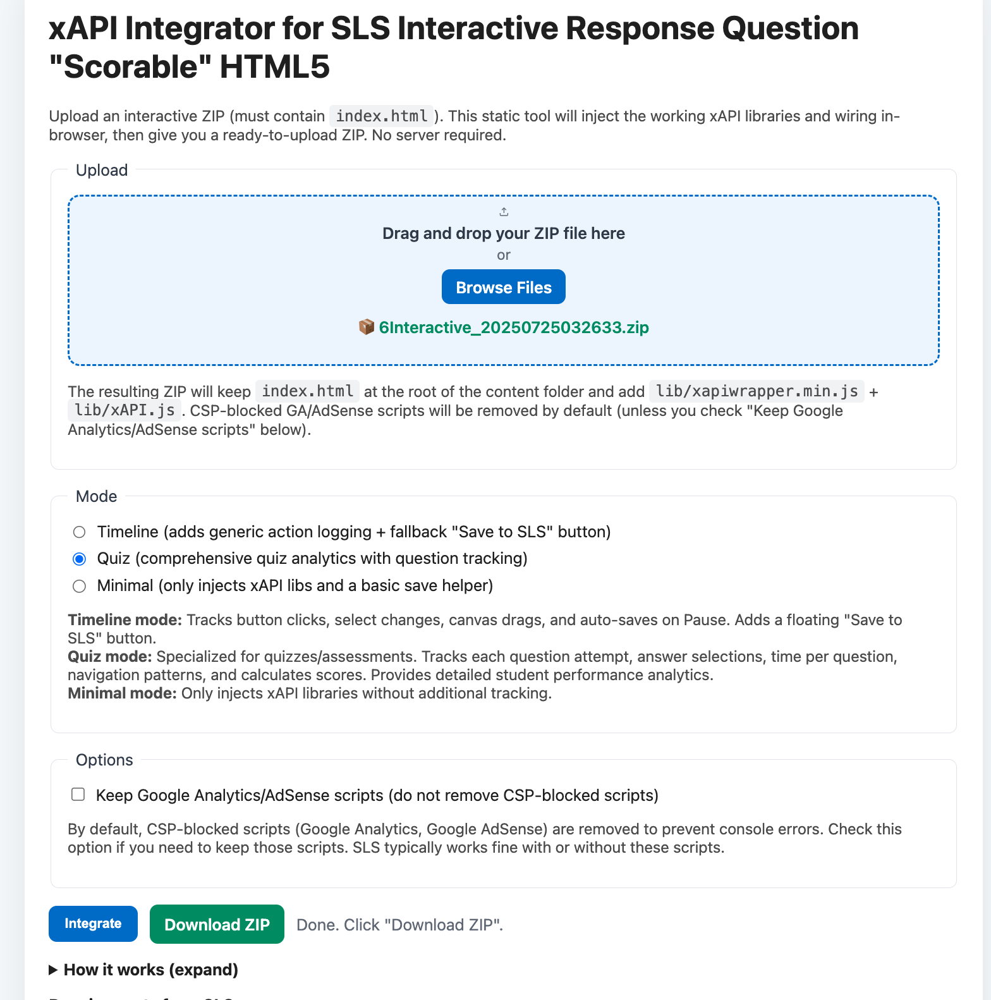 xAPI Integrator for SLS Interactive Response Question
"Scorable" HTML5
Upload an interactive ZIP (must contain index.html). This static tool will inject the working xAPI libraries and wiring in-
browser, then give you a ready-to-upload ZIP. No server required.
Upload
Drag and drop your ZIP file here
or
Browse Files
6Interactive_20250725032633.zip
The resulting ZIP will keep index.html at the root of the content folder and add lib/xapiwrapper.min.js +
lib/xAPI.js. CSP-blocked GA/AdSense scripts will be removed by default (unless you check "Keep Google
Analytics/AdSense scripts" below).
Mode
Timeline (adds generic action logging + fallback "Save to SLS" button)
Quiz (comprehensive quiz analytics with question tracking)
Minimal (only injects xAPI libs and a basic save helper)
Timeline mode: Tracks button clicks, select changes, canvas drags, and auto-saves on Pause. Adds a floating "Save to
SLS" button.
Quiz mode: Specialized for quizzes/assessments. Tracks each question attempt, answer selections, time per question,
navigation patterns, and calculates scores. Provides detailed student performance analytics.
Minimal mode: Only injects xAPI libraries without additional tracking.
Options
Keep Google Analytics/AdSense scripts (do not remove CSP-blocked scripts)
By default, CSP-blocked scripts (Google Analytics, Google AdSense) are removed to prevent console errors. Check this
option if you need to keep those scripts. SLS typically works fine with or without these scripts.
Integrate
Download ZIP
Done. Click "Download ZIP".
How it works (expand)